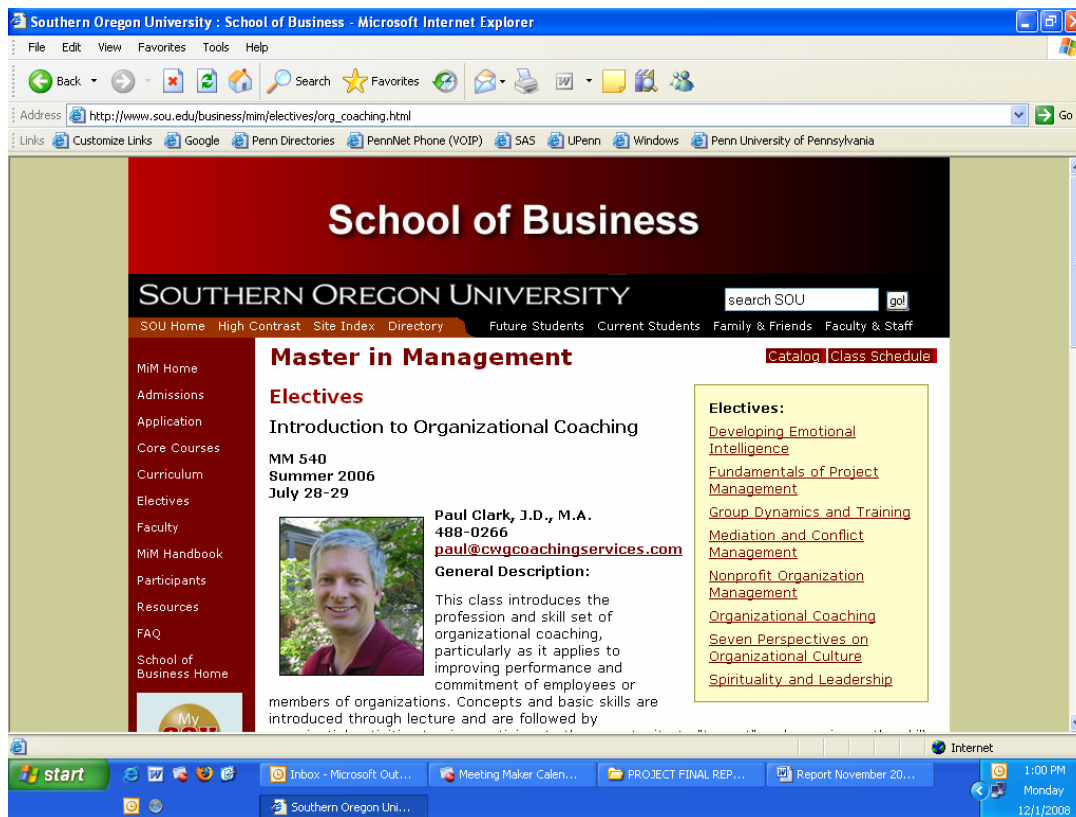 Southern Oregon University : School of Business - Microsoft Internet Explorer
File Edit View Favorites Tools Help
Back Search Favorites
Address http://www.sou.edu/business/mim/electives/org_coaching.html Go
Links Customize Links Google Penn Directories PennNet Phone (VOIP) SAS UPenn Windows Penn University of Pennsylvania
School of Business
SOUTHERN OREGON UNIVERSITY
search SOU go!
SOU Home High Contrast Site Index Directory Future Students Current Students Family & Friends Faculty & Staff
MiM Home
Admissions
Application
Core Courses
Curriculum
Electives
Faculty
MiM Handbook
Participants
Resources
FAQ
School of
Business Home
My
SOU
Master in Management
Catalog Class Schedule
Electives
Introduction to Organizational Coaching
MM 540
Summer 2006
July 28-29
Paul Clark, J.D., M.A.
488-0266
paul@cwgcoachingservices.com
General Description:
This class introduces the
profession and skill set of
organizational coaching,
particularly as it applies to
improving performance and
commitment of employees or
members of organizations. Concepts and basic skills are
introduced through lecture and are followed by
Electives:
Developing Emotional
Intelligence
Fundamentals of Project
Management
Group Dynamics and Training
Mediation and Conflict
Management
Nonprofit Organization
Management
Organizational Coaching
Seven Perspectives on
Organizational Culture
Spirituality and Leadership
Internet
start
Inbox - Microsoft Out...
Meeting Maker Calen...
PROJECT FINAL REP...
Report November 20...
Southern Oregon Uni...
1:00 PM
Monday
12/1/2008